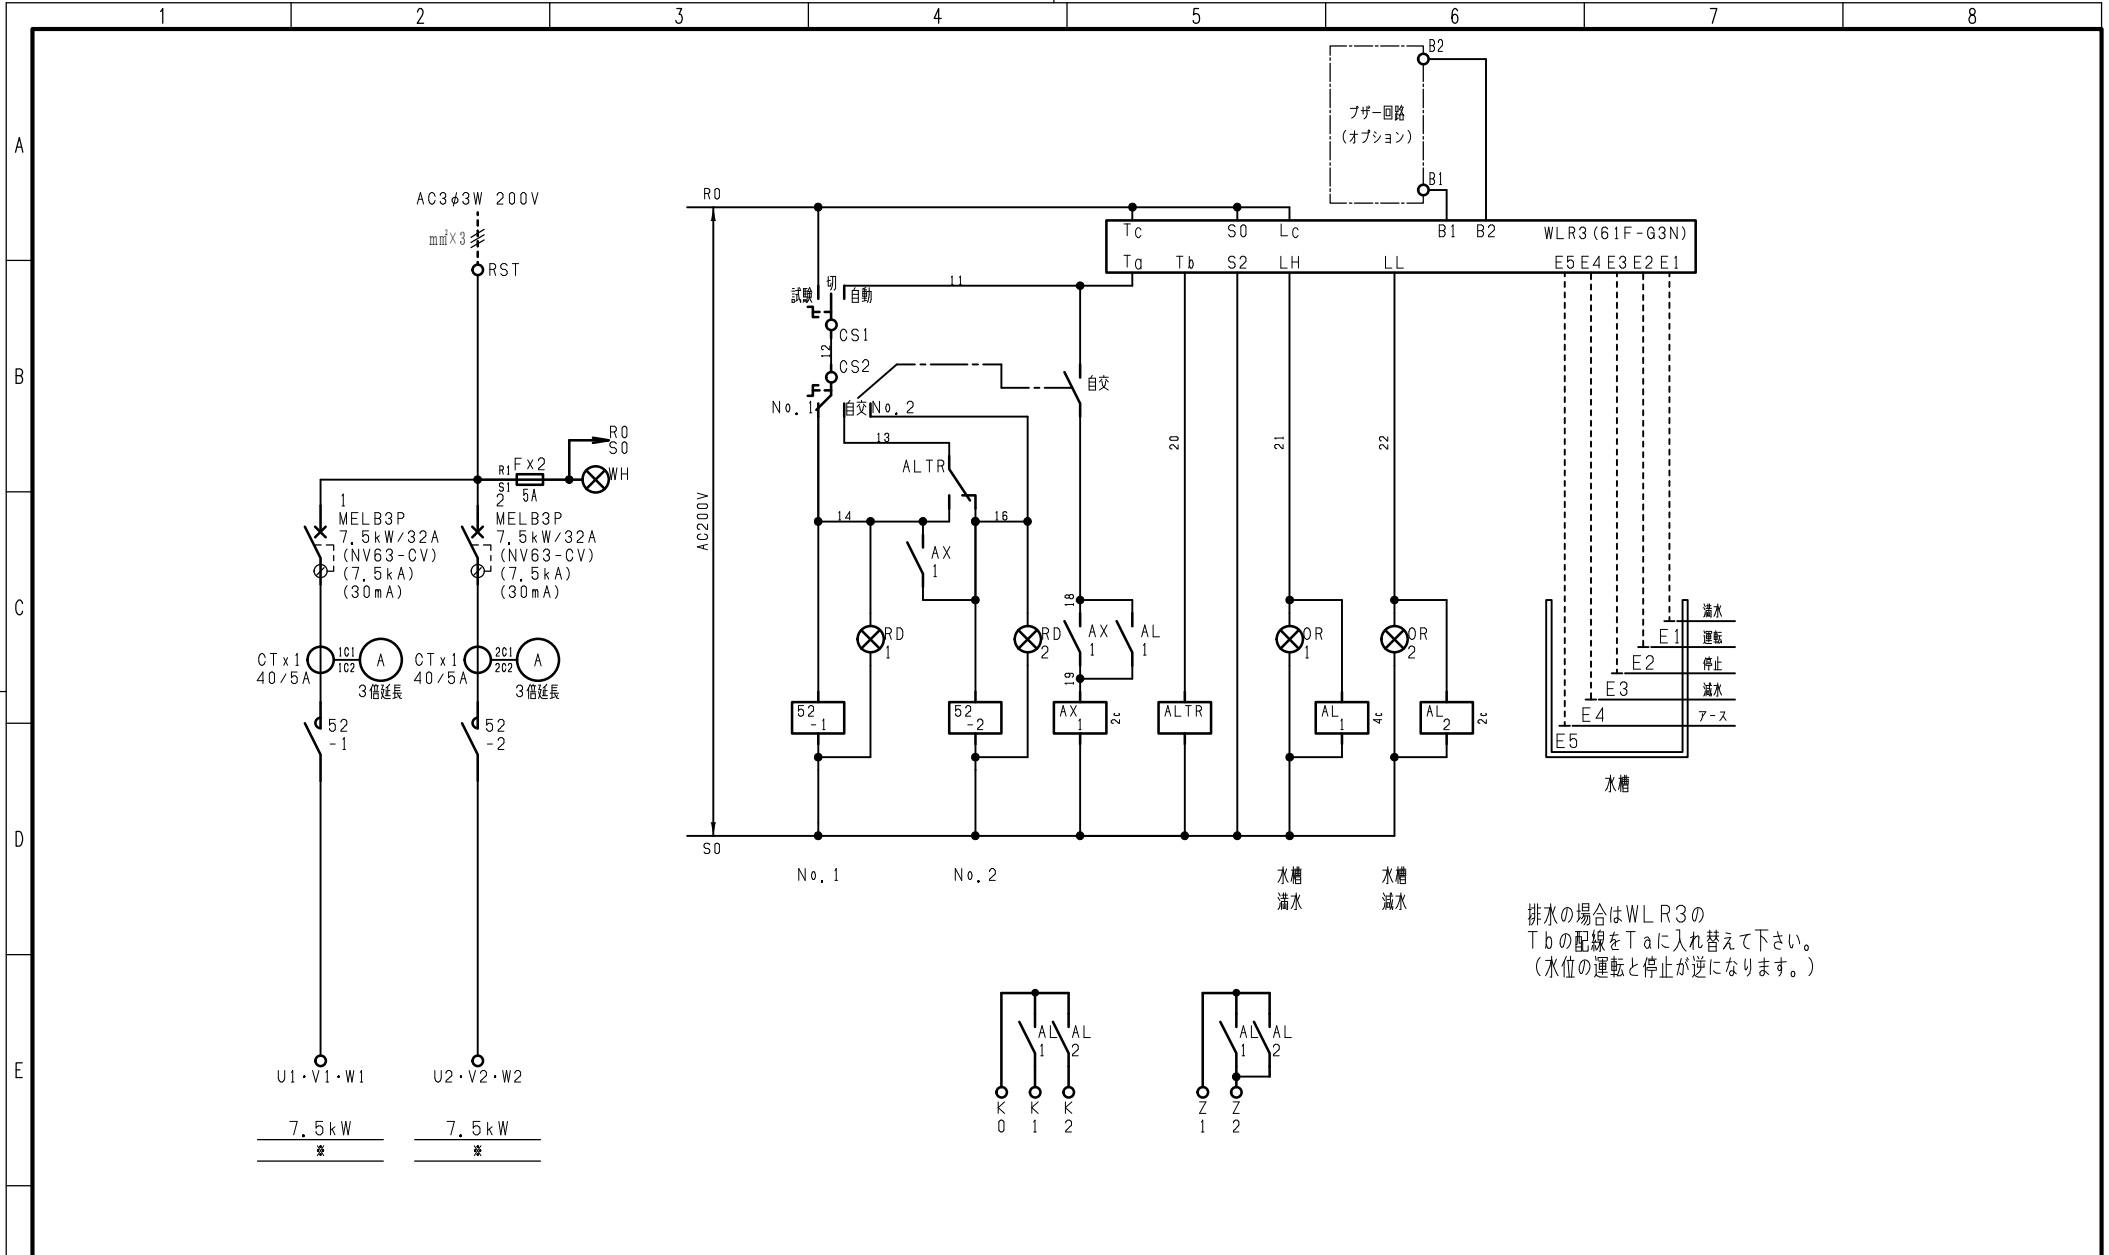 1
2
3
4
5
6
7
8
A
B
C
D
E
AC3φ3W 200V
mm²×3
RST
R0
S0
WH
R1
S1
F×2
5A
1
MELB3P
7.5kW/32A
(NV63-CV)
(7.5kA)
(30mA)
2
MELB3P
7.5kW/32A
(NV63-CV)
(7.5kA)
(30mA)
CT×1
40/5A
1C1
1C2
A
3倍延長
CT×1
40/5A
2C1
2C2
A
3倍延長
52
-1
52
-2
U1・V1・W1
U2・V2・W2
7.5kW
※
7.5kW
※
R0
AC200V
S0
試験
切
自動
CS1
12
CS2
No.1
自交
No.2
11
13
ALTR
14
16
AX
1
RD
1
RD
2
自交
18
AX
1
AL
1
19
20
21
22
OR
1
OR
2
52
-1
52
-2
AX
1
2c
ALTR
AL
1
4c
AL
2
2c
No.1
No.2
水槽
満水
水槽
減水
ブザー回路
(オプション)
B2
B1
Tc
S0
Lc
B1
B2
WLR3(61F-G3N)
Ta
Tb
S2
LH
LL
E5
E4
E3
E2
E1
E1
満水
E2
運転
E3
停止
E4
減水
E5
アース
水槽
排水の場合はWLR3の
Tbの配線をTaに入れ替えて下さい。
(水位の運転と停止が逆になります。)
AL
1
AL
2
K
0
K
1
K
2
AL
1
AL
2
Z
1
Z
2